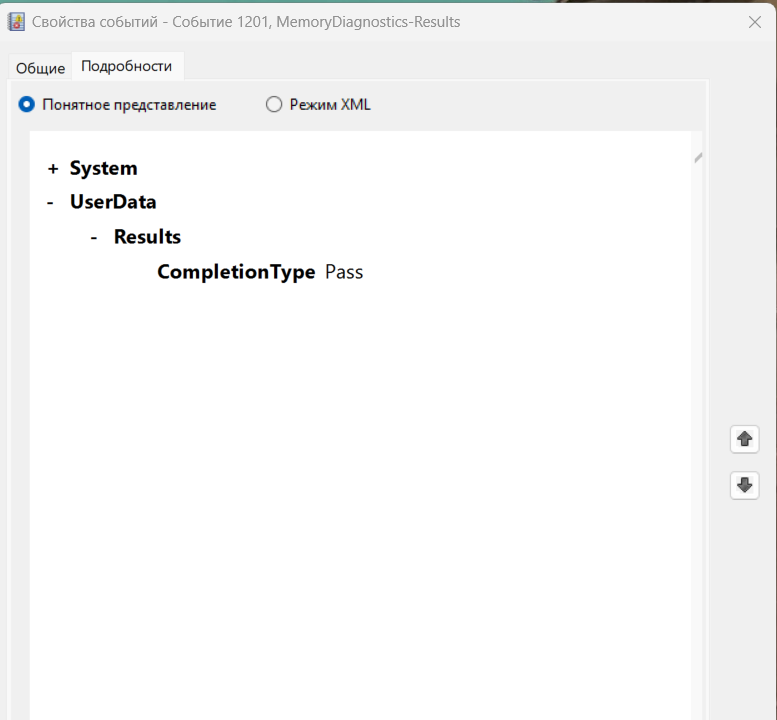 Свойства событий - Событие 1201, MemoryDiagnostics-Results
Общие Подробности
Понятное представление Режим XML
+ System
- UserData
- Results
CompletionType Pass